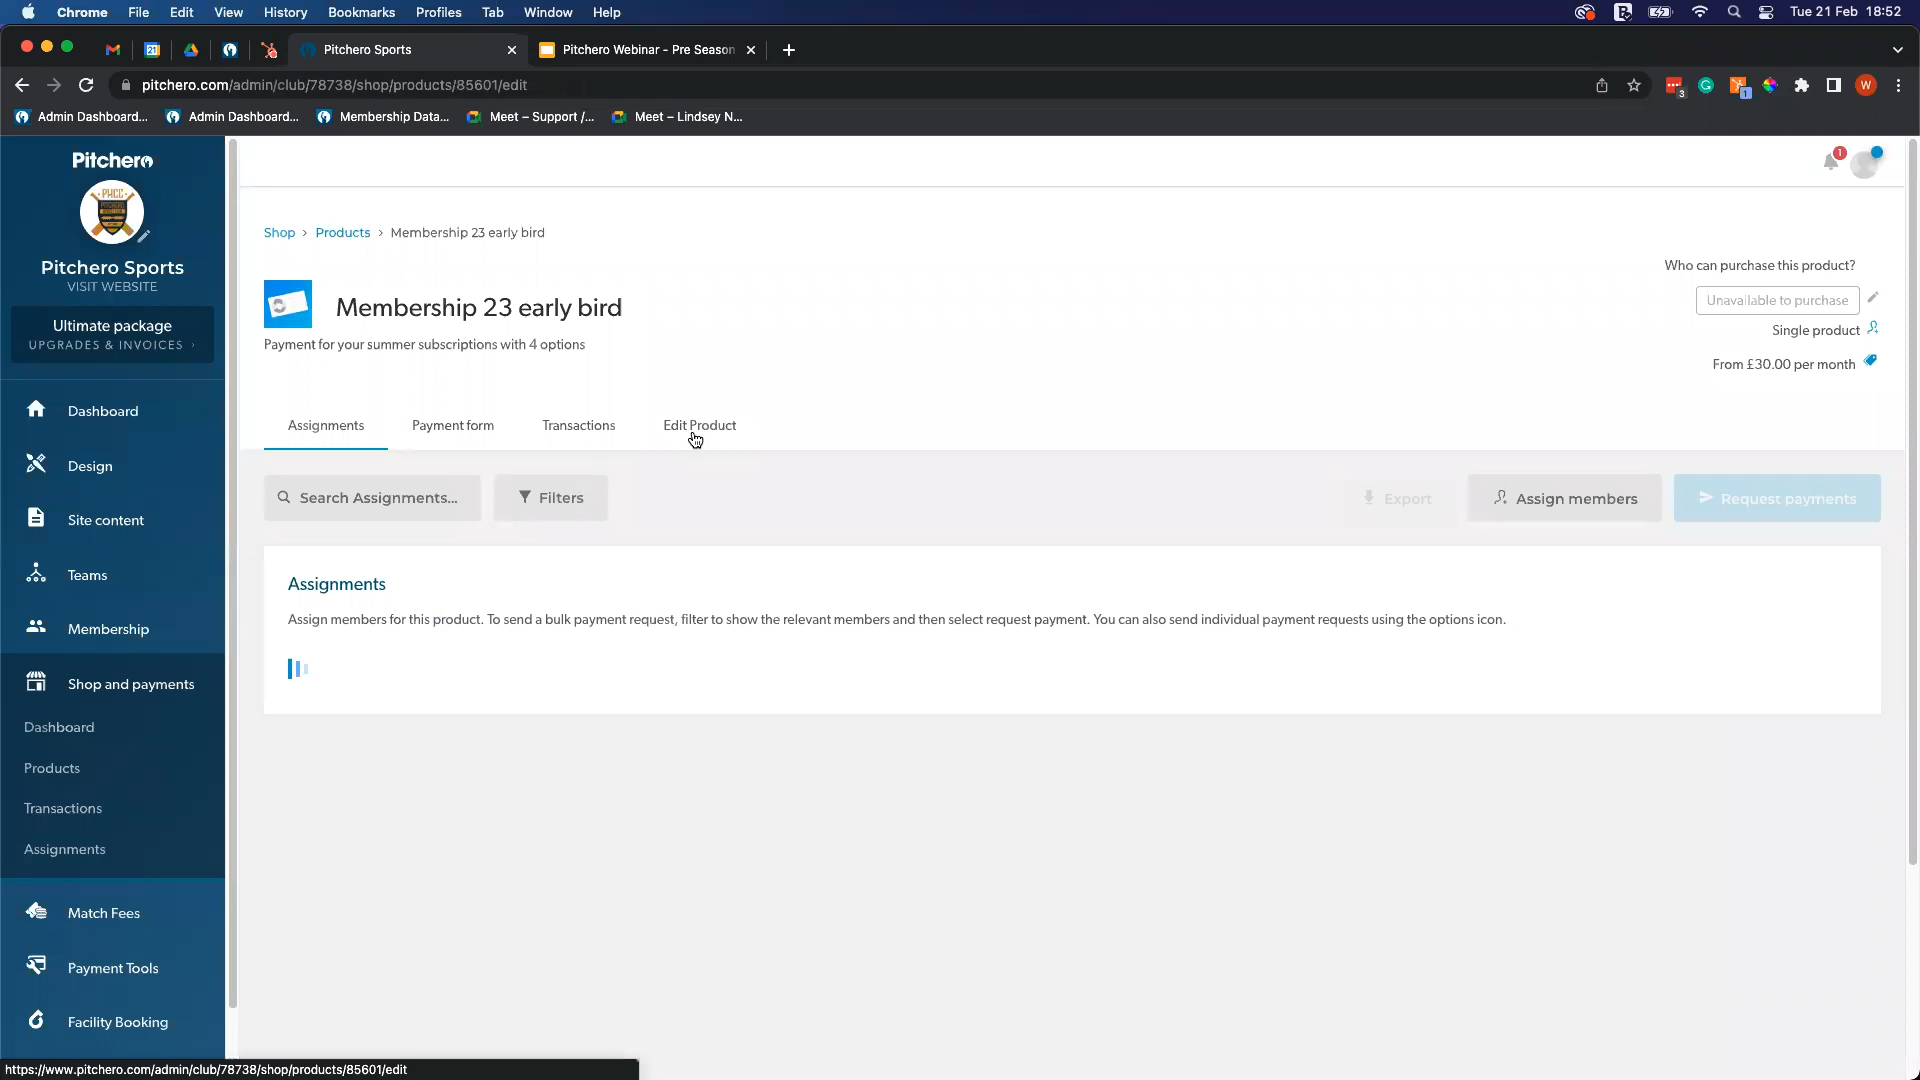 Chrome File Edit View History Bookmarks Profiles Tab Window Help Tue 21 Feb 18:52
21 Pitchero Sports Pitchero Webinar - Pre Season
pitchero.com/admin/club/78738/shop/products/85601/edit 3 1 W
Admin Dashboard... Admin Dashboard... Membership Data... Meet – Support /... Meet – Lindsey N...
Pitchero
PHCC
Pitchero Sports
VISIT WEBSITE
Ultimate package
UPGRADES & INVOICES ›
Dashboard
Design
Site content
Teams
Membership
Shop and payments
Dashboard
Products
Transactions
Assignments
Match Fees
Payment Tools
Facility Booking
1
Shop › Products › Membership 23 early bird
Membership 23 early bird
Payment for your summer subscriptions with 4 options
Who can purchase this product?
Unavailable to purchase
Single product
From £30.00 per month
Assignments Payment form Transactions Edit Product
Search Assignments... Filters Export Assign members Request payments
Assignments
Assign members for this product. To send a bulk payment request, filter to show the relevant members and then select request payment. You can also send individual payment requests using the options icon.
https://www.pitchero.com/admin/club/78738/shop/products/85601/edit